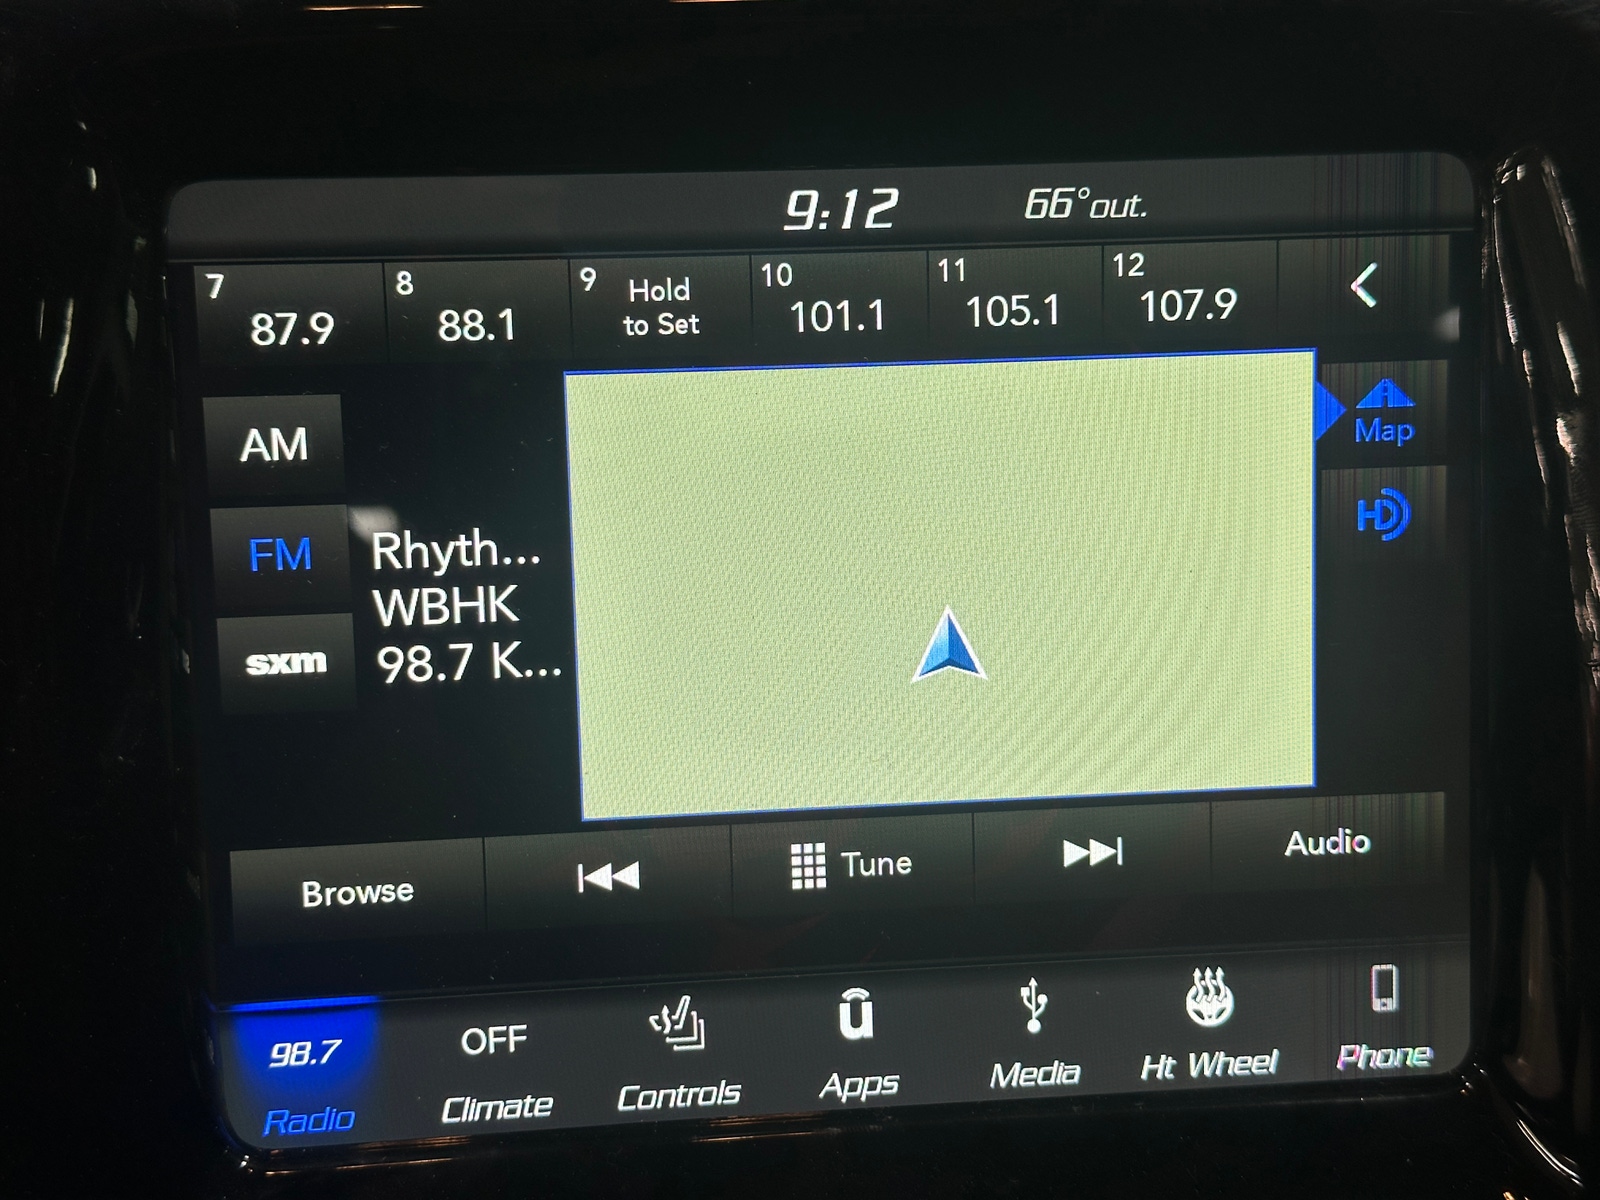 9:12 66°out.
7 8 9 Hold 10 11 12
87.9 88.1 to Set 101.1 105.1 107.9
AM
Map
FM
HD
Rhyth...
WBHK
sxm
98.7 K...
Browse Tune Audio
98.7 OFF u
Radio Climate Controls Apps Media Ht Wheel Phone